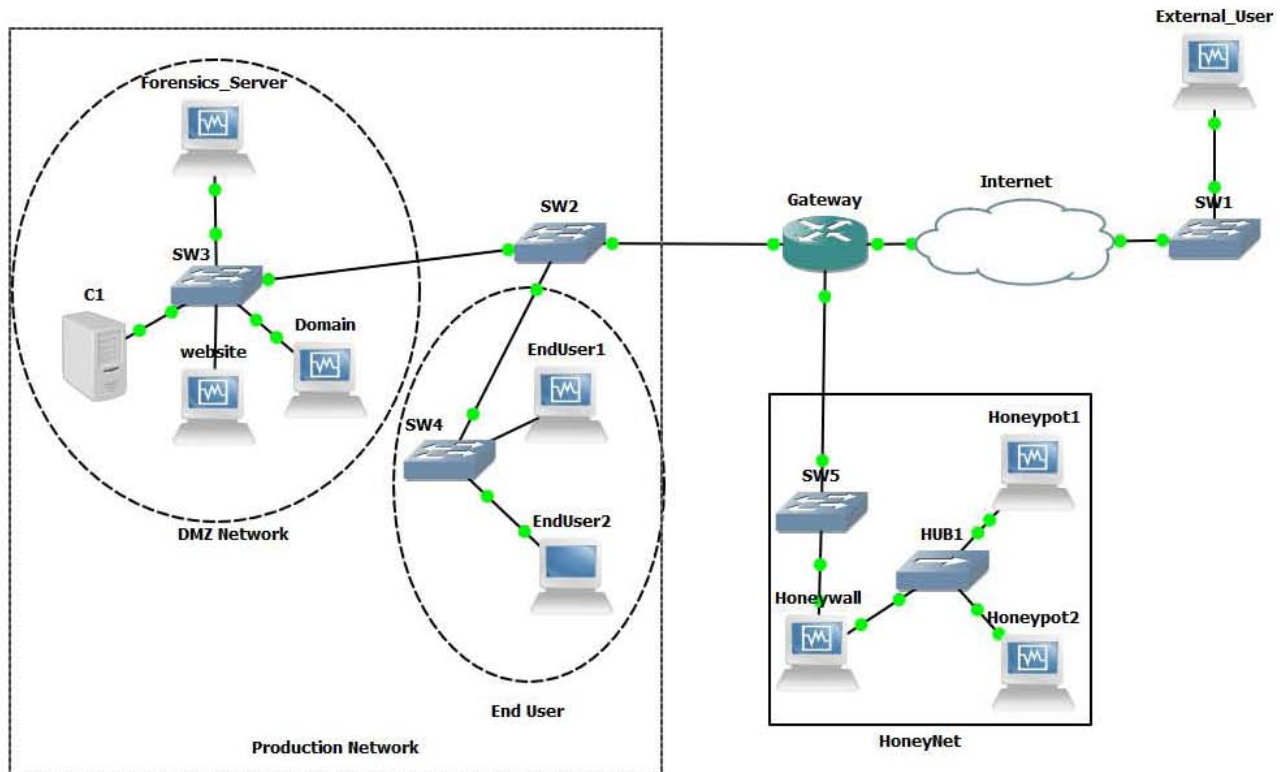 External_User
Forensics_Server
SW2
Gateway
Internet
SW1
SW3
C1
Domain
website
EndUser1
SW4
Honeypot1
SW5
EndUser2
HUB1
DMZ Network
Honeywall
Honeypot2
End User
Production Network
HoneyNet